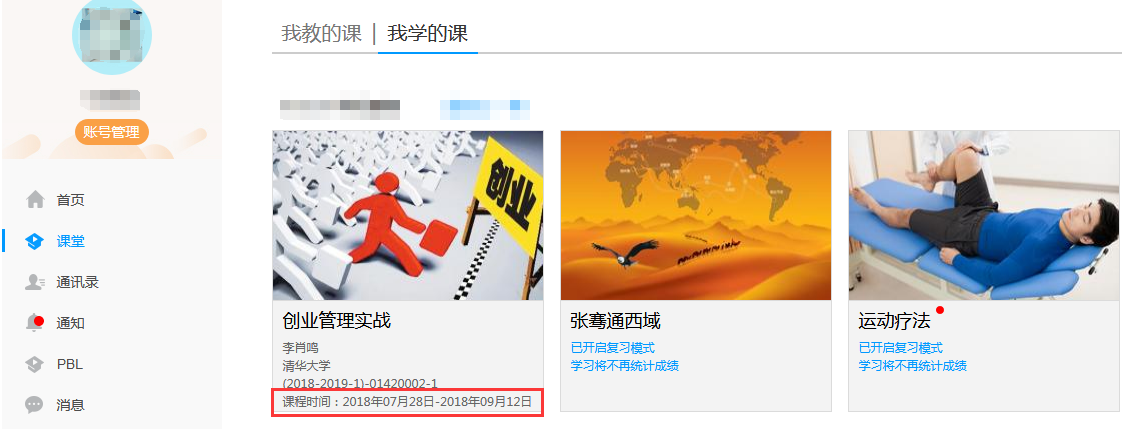 账号管理
首页
课堂
通讯录
通知
PBL
消息
我教的课 | 我学的课
创业
创业管理实战
李肖鸣
清华大学
(2018-2019-1)-01420002-1
课程时间：2018年07月28日-2018年09月12日
张骞通西域
已开启复习模式
学习将不再统计成绩
运动疗法
已开启复习模式
学习将不再统计成绩